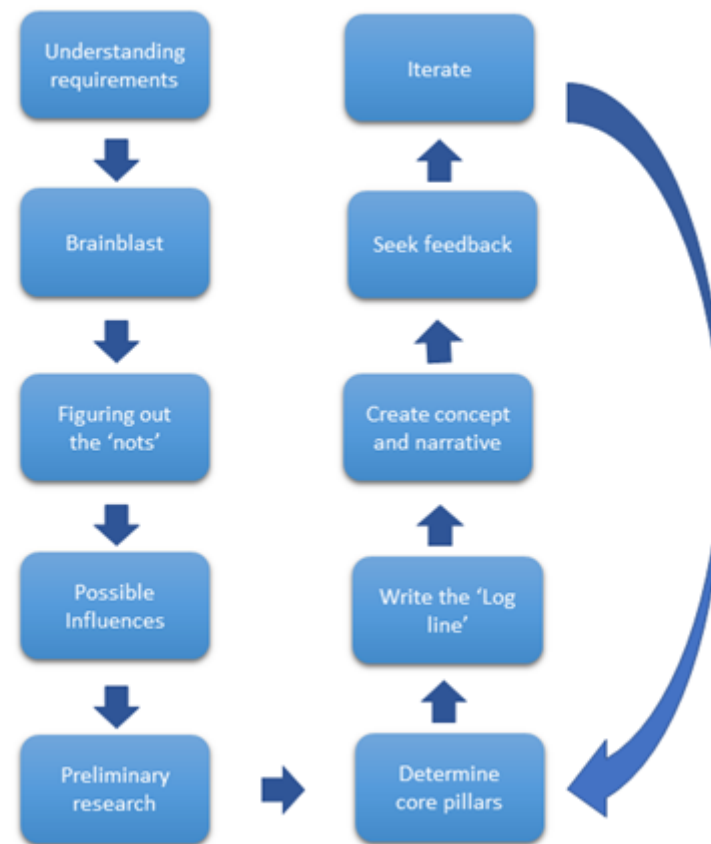 Understanding
requirements
Brainblast
Figuring out
the ‘nots’
Possible
Influences
Preliminary
research
Determine
core pillars
Write the ‘Log
line’
Create concept
and narrative
Seek feedback
Iterate